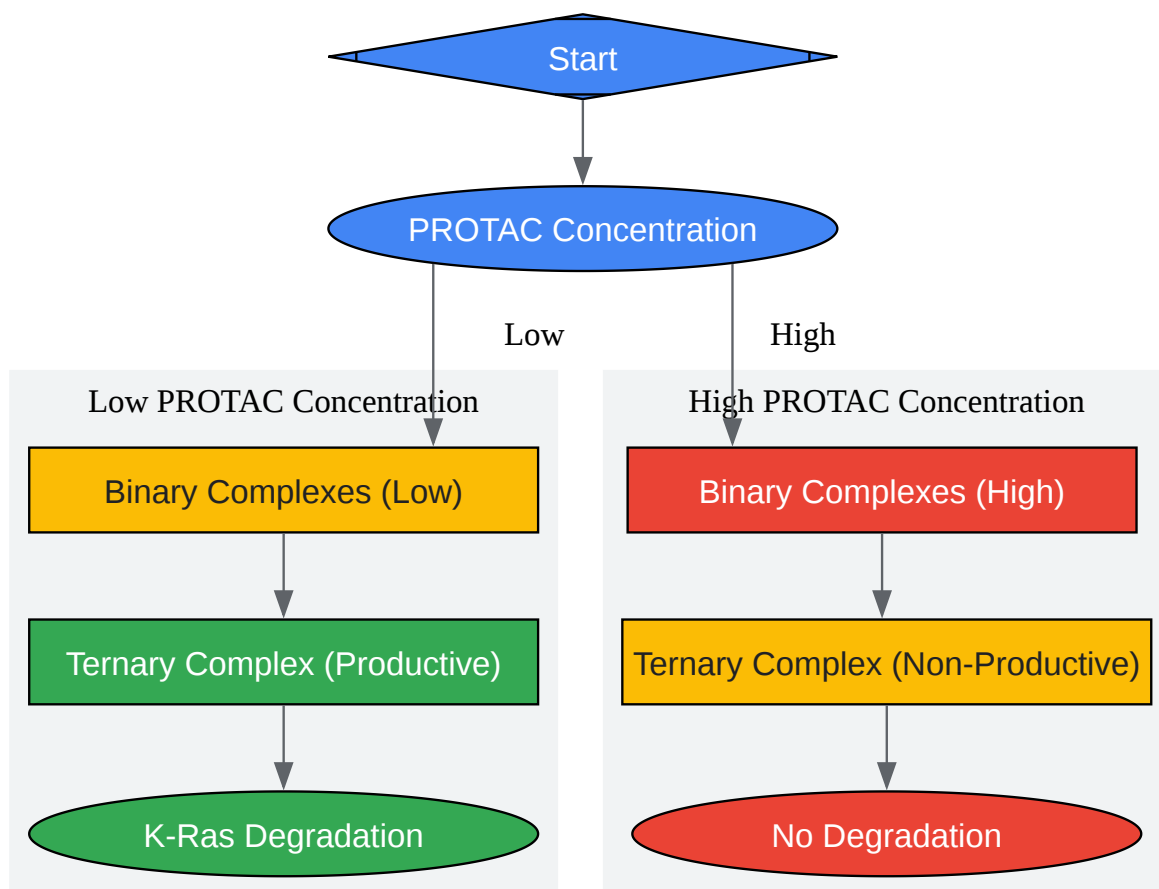 Start
PROTAC Concentration
Low
High
Low PROTAC Concentration
High PROTAC Concentration
Binary Complexes (Low)
Binary Complexes (High)
Ternary Complex (Productive)
Ternary Complex (Non-Productive)
K-Ras Degradation
No Degradation